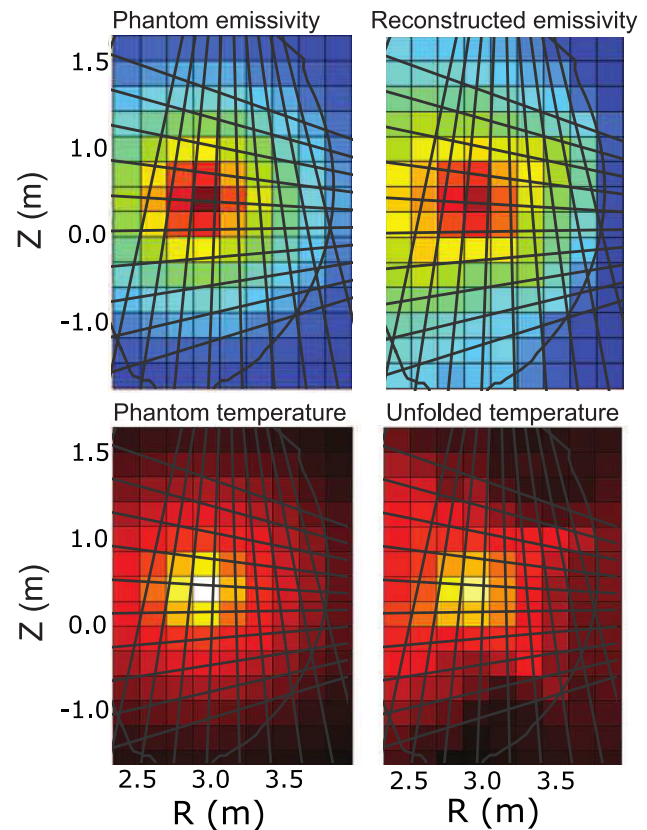 Phantom emissivity Reconstructed emissivity
1.5
1.0
0.0
-1.0
Z (m)
Phantom temperature Unfolded temperature
1.5
1.0
0.0
-1.0
Z (m)
2.5 3.0 3.5 2.5 3.0 3.5
R (m) R (m)